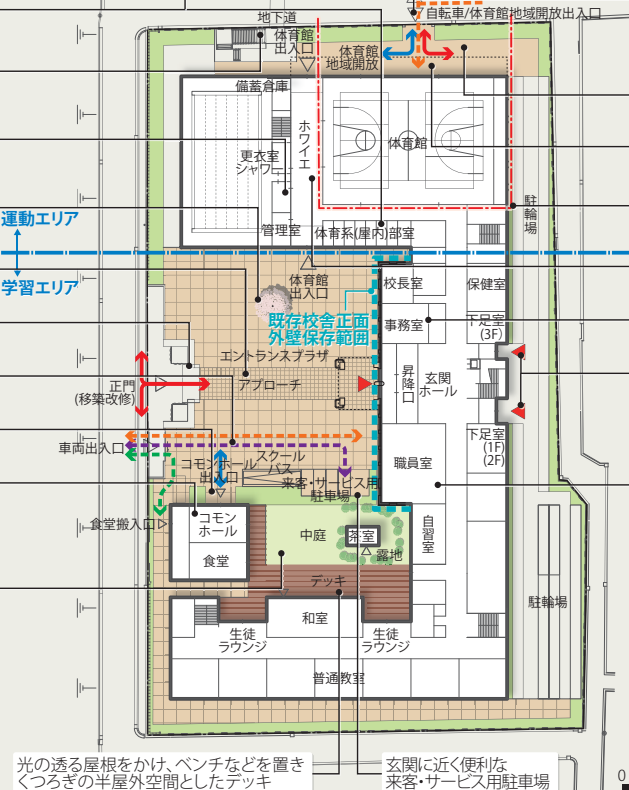 自転車/体育館地域開放出入口
地下道
体育館
出入口
体育館
地域開放
備蓄倉庫
ホワイエ
体育館
更衣室
シャワー
駐輪場
管理室
体育系(屋内)部室
運動エリア
学習エリア
体育館
出入口
校長室
保健室
既存校舎正面
外壁保存範囲
事務室
下足室
(3F)
エントランスプラザ
アプローチ
昇降口
玄関
ホール
正門
(移築改修)
下足室
(1F)
(2F)
車両出入口
コモンホール
出入口
スクール
バス
職員室
来客・サービス用
駐車場
食堂搬入口
コモン
ホール
中庭
茶室
自習室
露地
食堂
デッキ
駐輪場
和室
生徒
ラウンジ
生徒
ラウンジ
普通教室
光の透る屋根をかけ、ベンチなどを置き
くつろぎの半屋外空間としたデッキ
玄関に近く便利な
来客・サービス用駐車場
0